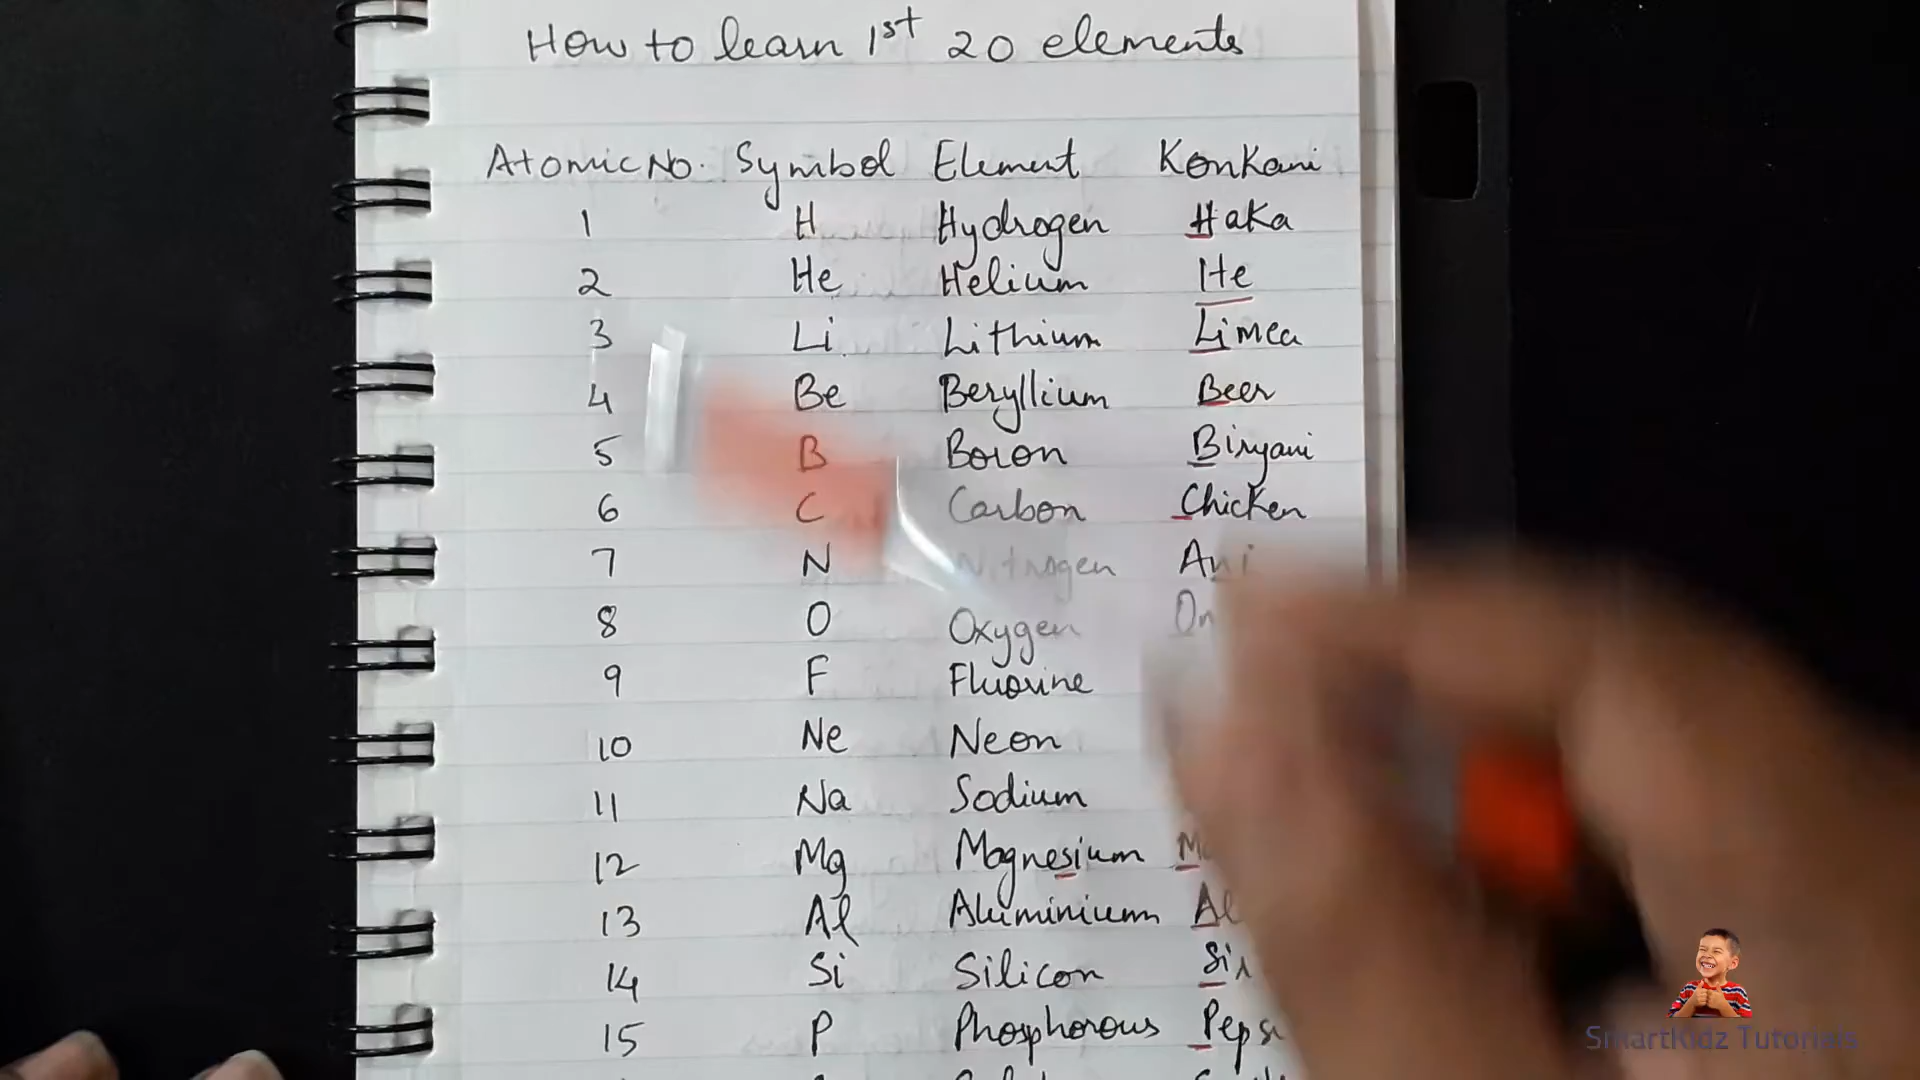 How to learn 1st 20 elements
Atomic No. Symbol Element Konkani
1 H Hydrogen Haka
2 He Helium He
3 Li Lithium Limca
4 Be Beryllium Beer
5 B Boron Biryani
6 C Carbon Chicken
7 N Nitrogen Ani
8 O Oxygen
9 F Fluorine
10 Ne Neon
11 Na Sodium
12 Mg Magnesium
13 Al Aluminium Al
14 Si Silicon
15 P Phosphorous Pepsi
SmartKidz Tutorials